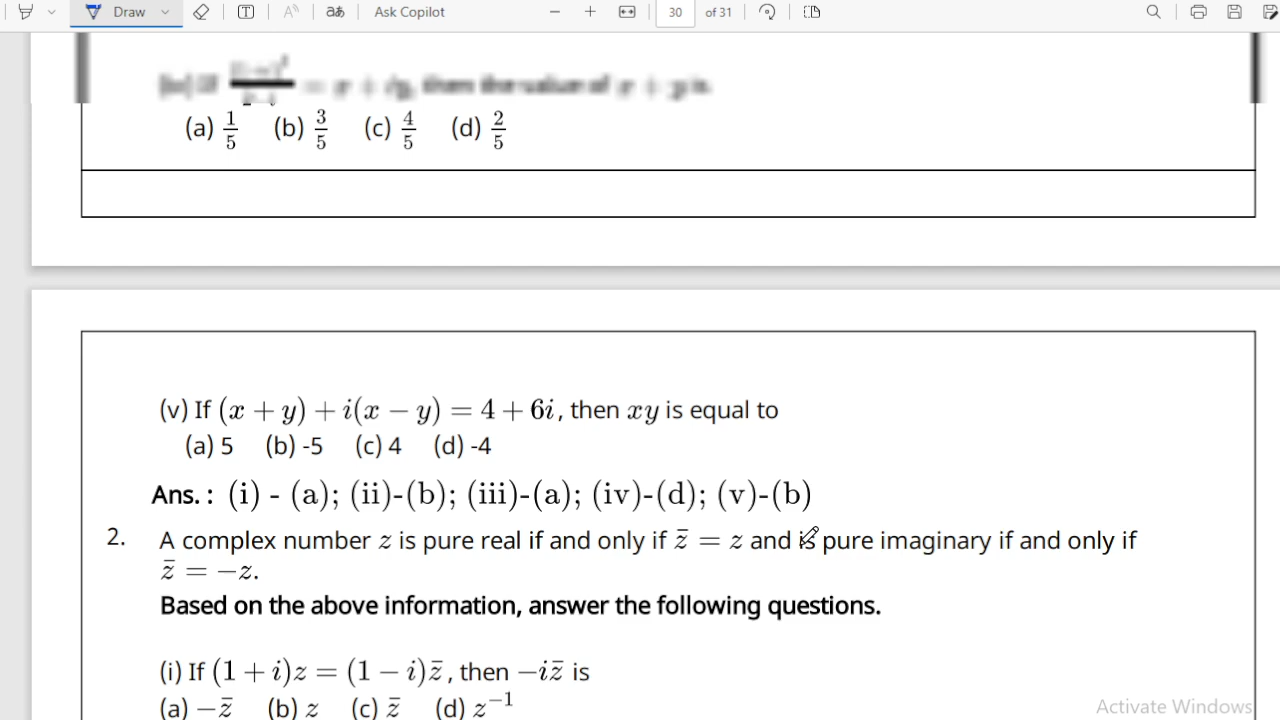 Draw Ask Copilot 30 of 31
(a) 1/5 (b) 3/5 (c) 4/5 (d) 2/5
(v) If (x + y) + i(x − y) = 4 + 6i, then xy is equal to
(a) 5 (b) -5 (c) 4 (d) -4
Ans. : (i) - (a); (ii)-(b); (iii)-(a); (iv)-(d); (v)-(b)
2. A complex number z is pure real if and only if z̄ = z and is pure imaginary if and only if
z̄ = −z.
Based on the above information, answer the following questions.
(i) If (1 + i)z = (1 − i)z̄, then −iz̄ is
(a) −z̄ (b) z (c) z̄ (d) z⁻¹
Activate Windows